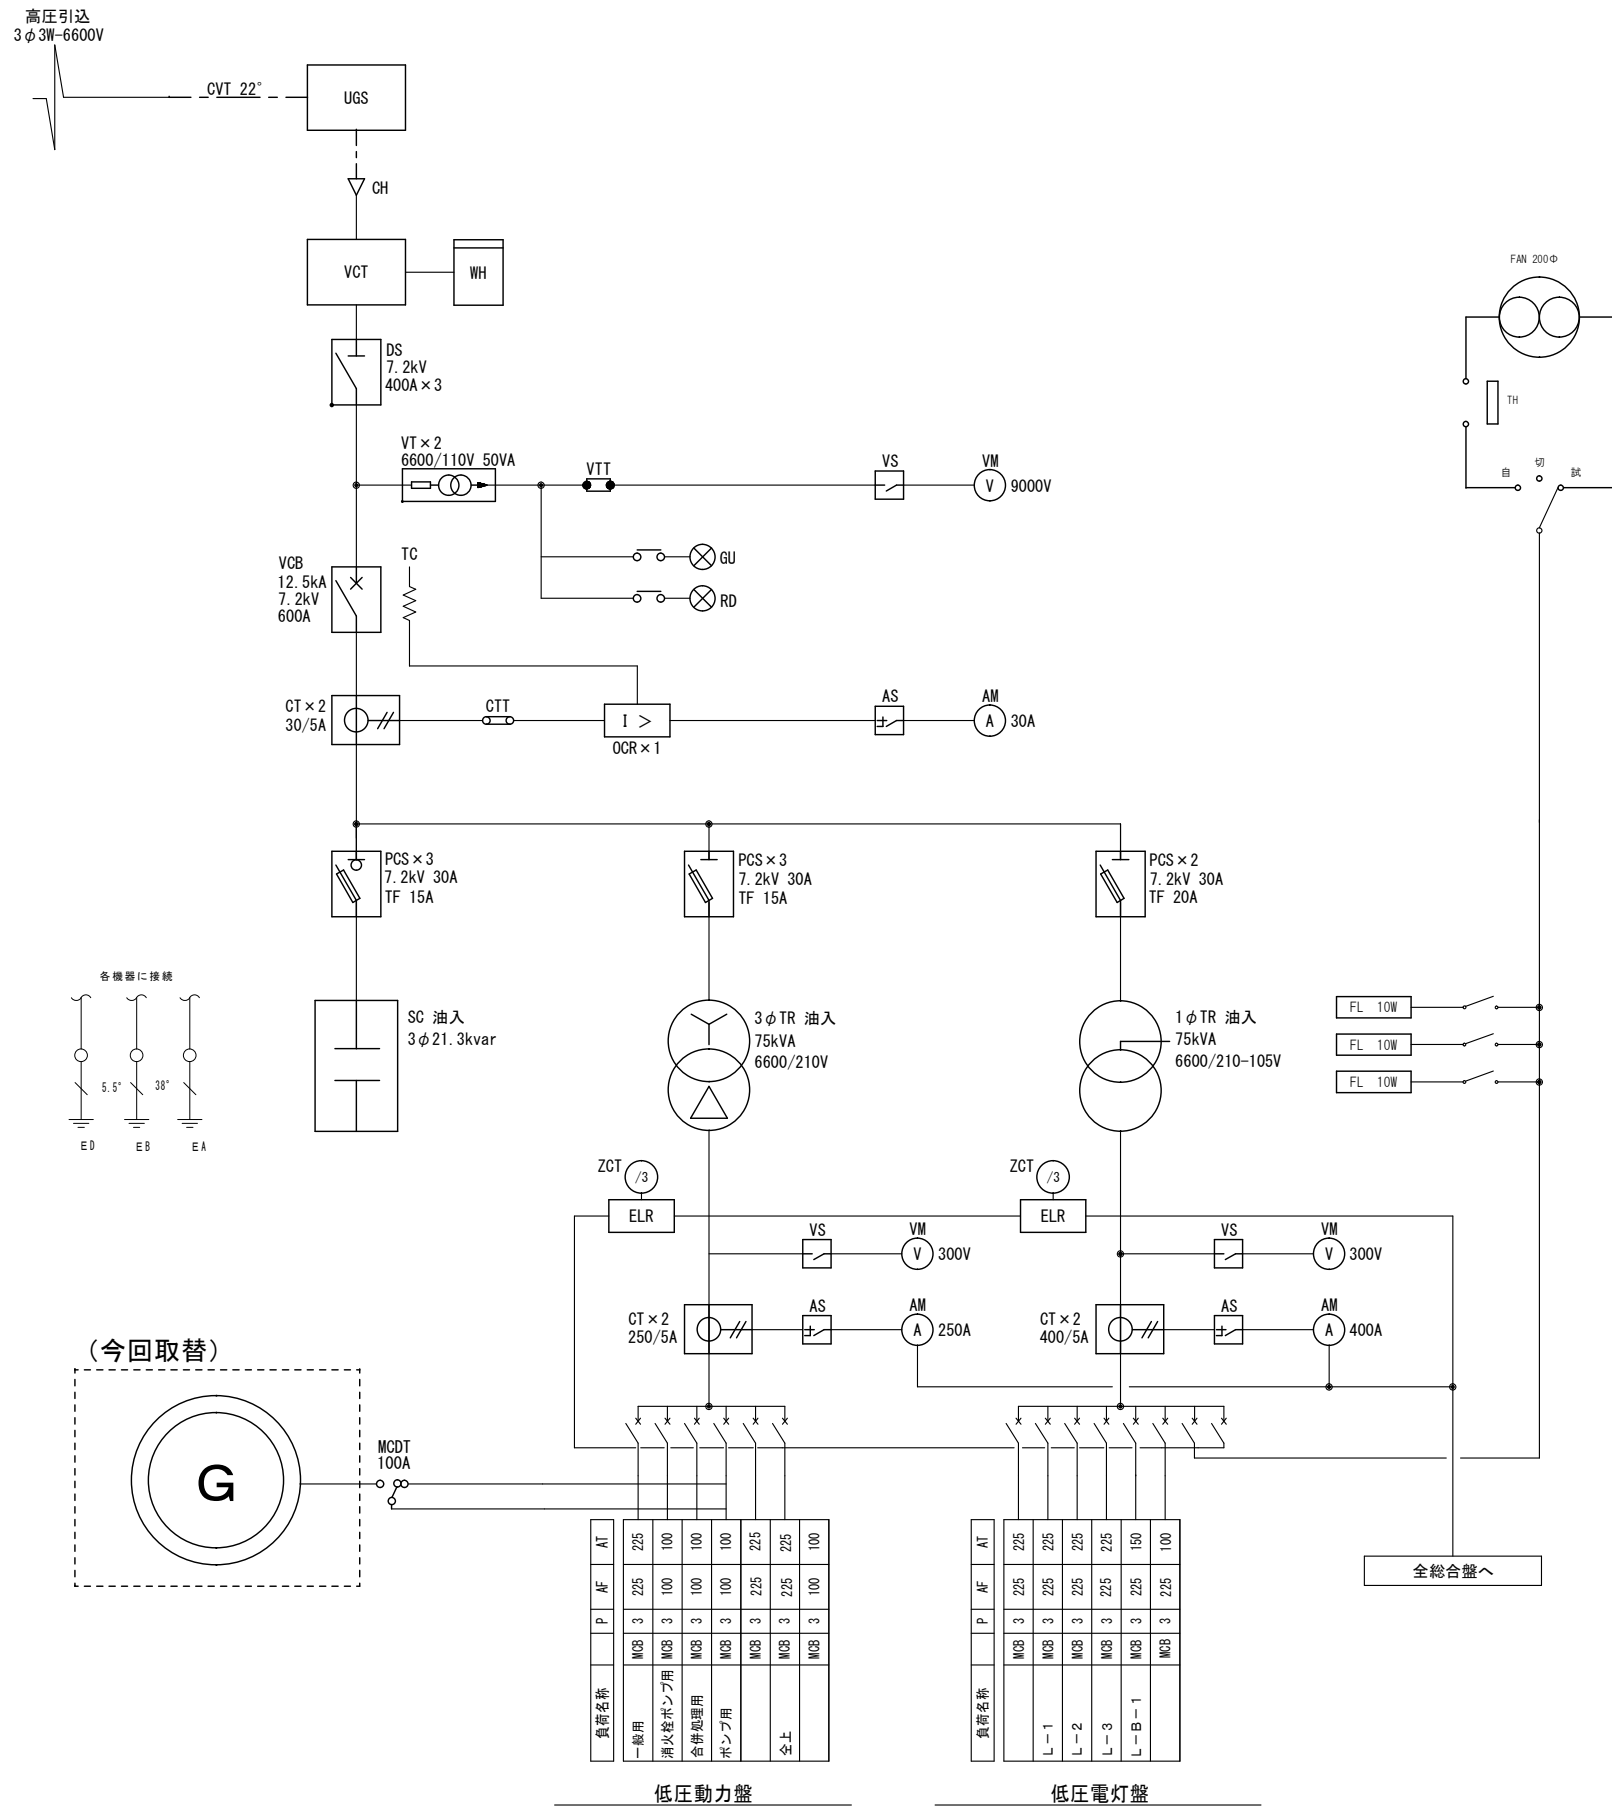 高圧引込
3φ3W-6600V
CVT 22°
UGS
CH
VCT
WH
FAN 200Φ
DS
7.2kV
400A×3
TH
VT×2
6600/110V 50VA
VTT
VS
VM
V
9000V
自
切
試
GU
RD
TC
VCB
12.5kA
7.2kV
600A
CT×2
30/5A
CTT
I >
OCR×1
AS
AM
A
30A
PCS×3
7.2kV 30A
TF 15A
PCS×3
7.2kV 30A
TF 15A
PCS×2
7.2kV 30A
TF 20A
各機器に接続
5.5°
38°
ED
EB
EA
SC 油入
3φ21.3kvar
3φTR 油入
75kVA
6600/210V
1φTR 油入
75kVA
6600/210-105V
FL 10W
FL 10W
FL 10W
ZCT
/3
ELR
ZCT
/3
ELR
VS
VM
V
300V
VS
VM
V
300V
CT×2
250/5A
AS
AM
A
250A
CT×2
400/5A
AS
AM
A
400A
(今回取替)
G
MCDT
100A
負荷名称 P AF AT
一般用 MCB 3 225 225
消火栓ポンプ用 MCB 3 100 100
合併処理用 MCB 3 100 100
ポンプ用 MCB 3 100 100
MCB 3 225 225
仝上 MCB 3 225 225
MCB 3 100 100
低圧動力盤
負荷名称 P AF AT
MCB 3 225 225
L-1 MCB 3 225 225
L-2 MCB 3 225 225
L-3 MCB 3 225 225
L-B-1 MCB 3 225 150
MCB 3 225 100
低圧電灯盤
仝総合盤へ